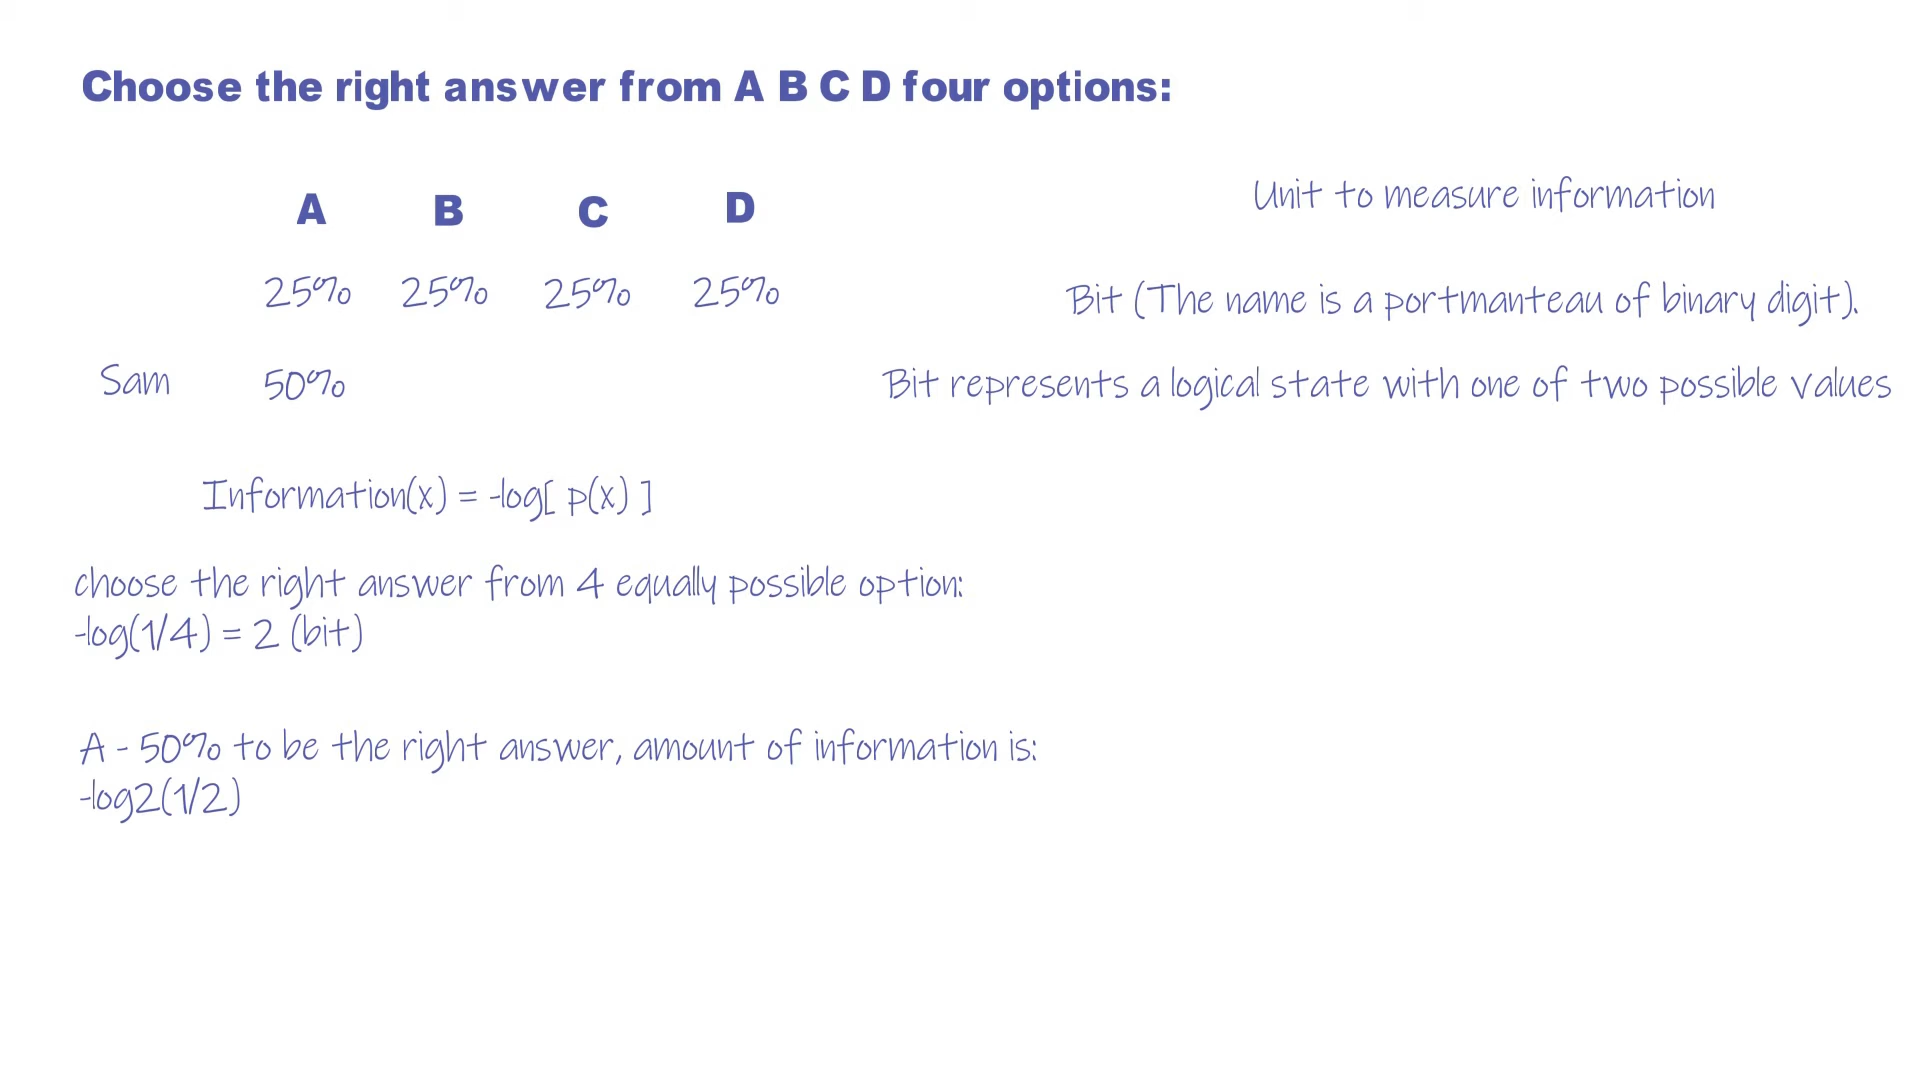 Choose the right answer from A B C D four options:
A B C D
Unit to measure information
25% 25% 25% 25%
Bit (The name is a portmanteau of binary digit).
Sam 50%
Bit represents a logical state with one of two possible values
Information(x) = -log[ p(x) ]
choose the right answer from 4 equally possible option:
-log(1/4) = 2 (bit)
A - 50% to be the right answer, amount of information is:
-log2(1/2)